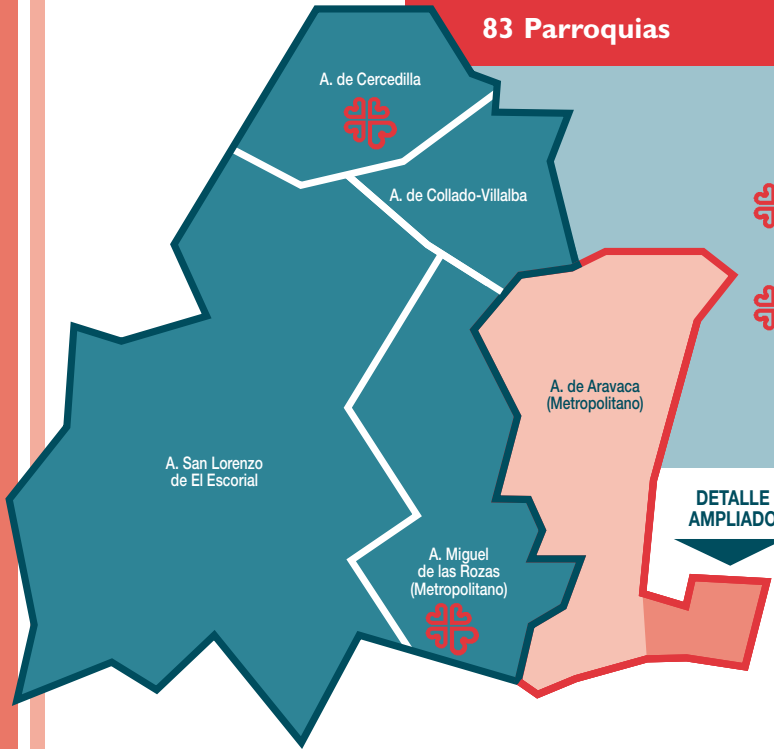 83 Parroquias
A. de Cercedilla
A. de Collado-Villalba
A. de Aravaca
(Metropolitano)
A. San Lorenzo
de El Escorial
DETALLE
AMPLIADO
A. Miguel
de las Rozas
(Metropolitano)